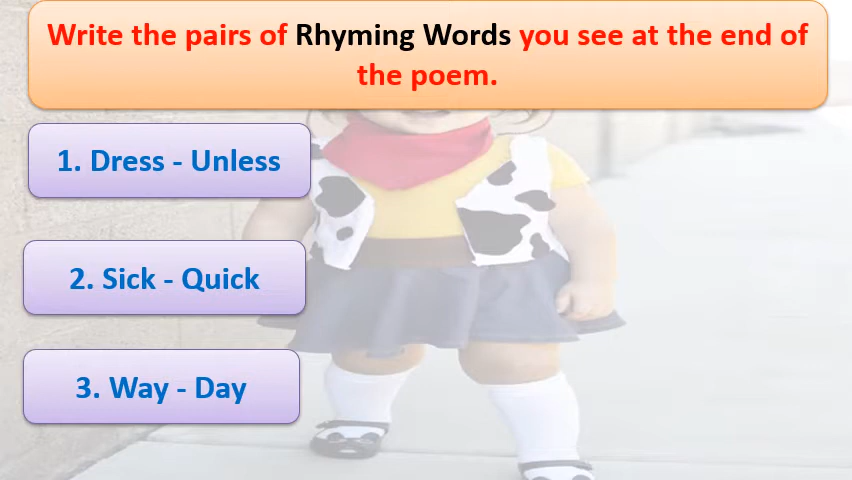 Write the pairs of Rhyming Words you see at the end of
the poem.
1. Dress - Unless
2. Sick - Quick
3. Way - Day